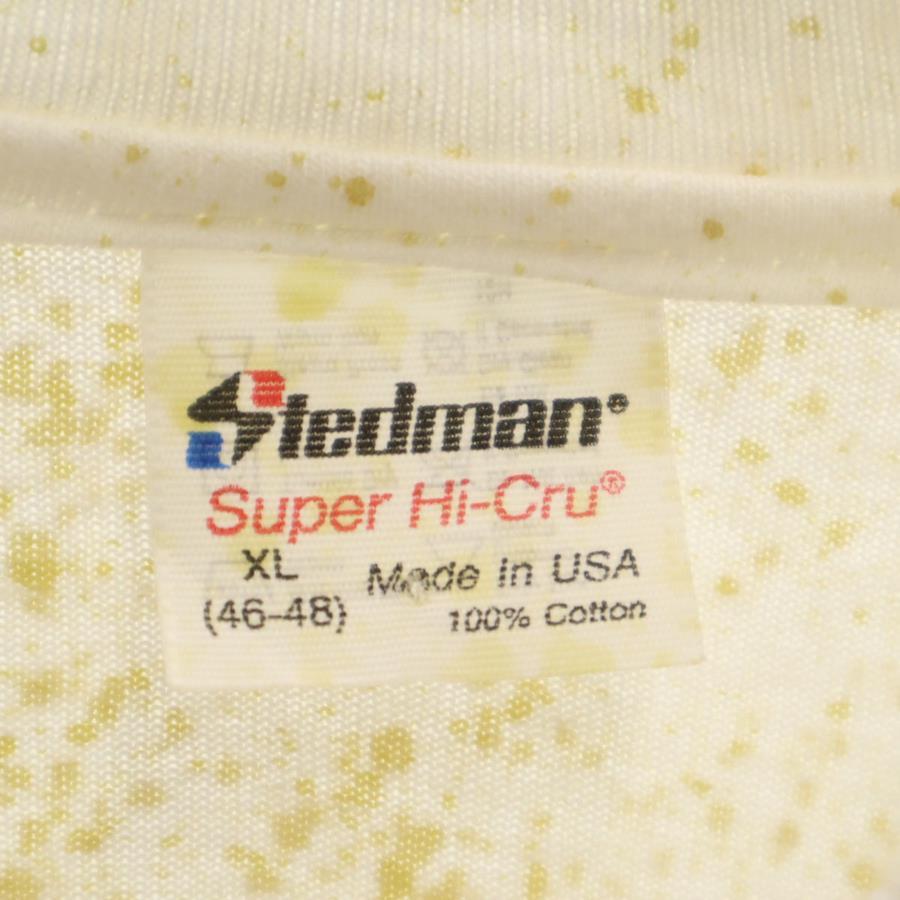 Stedman®
Super Hi-Cru®
XL
Made in USA
(46-48)
100% Cotton